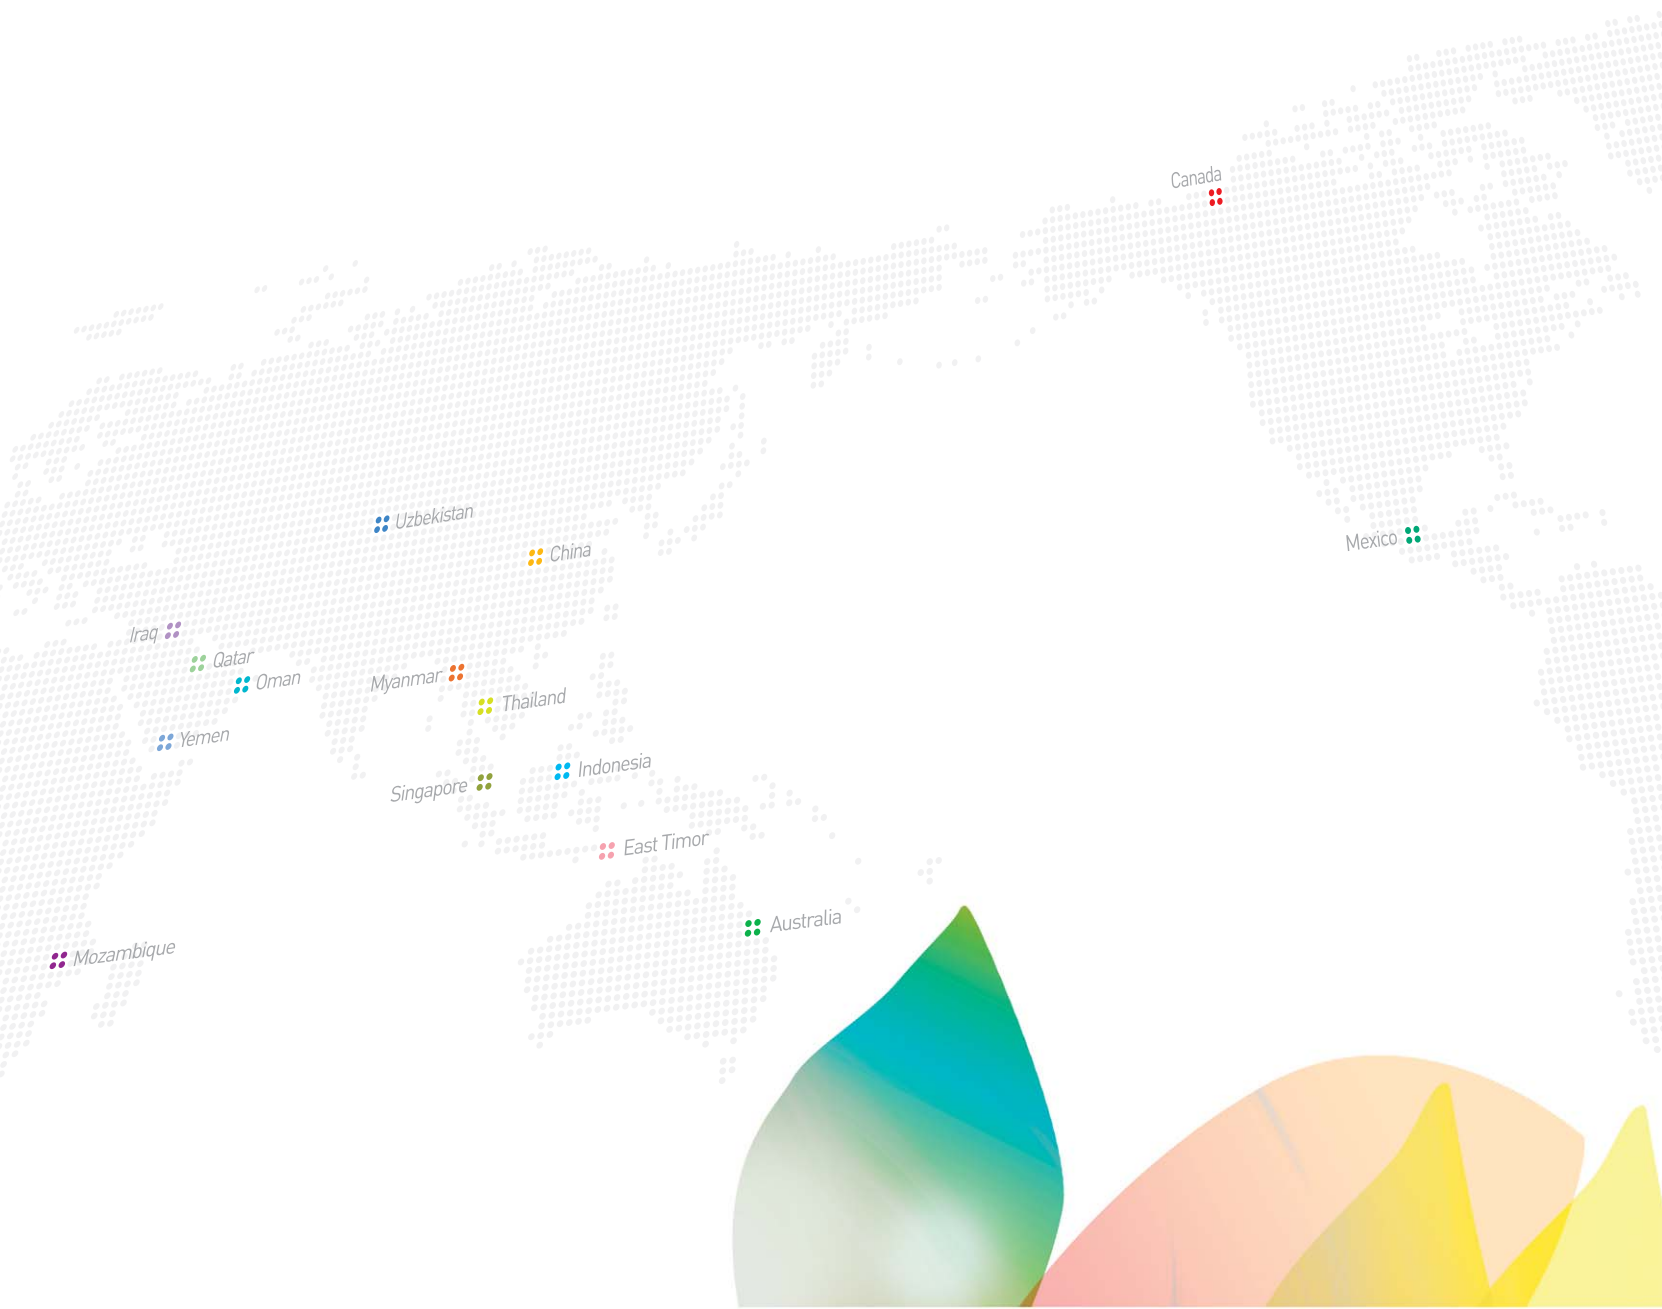 Canada
Uzbekistan
China
Mexico
Iraq
Qatar
Oman
Myanmar
Thailand
Yemen
Indonesia
Singapore
East Timor
Australia
Mozambique